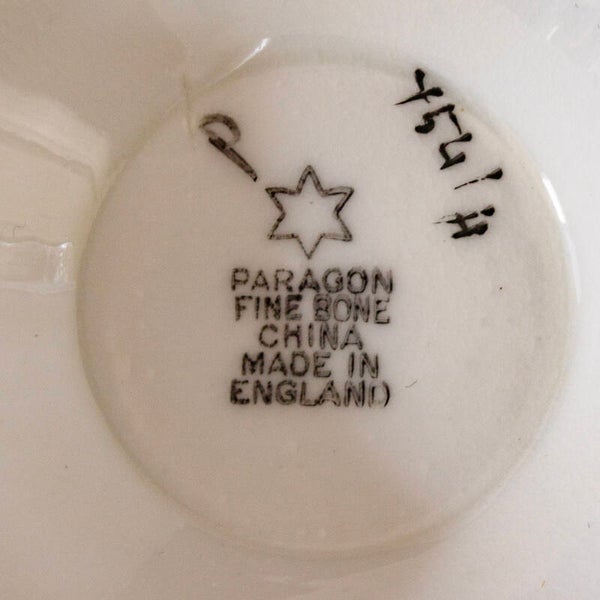 PARAGON
FINE BONE
CHINA
MADE IN
ENGLAND